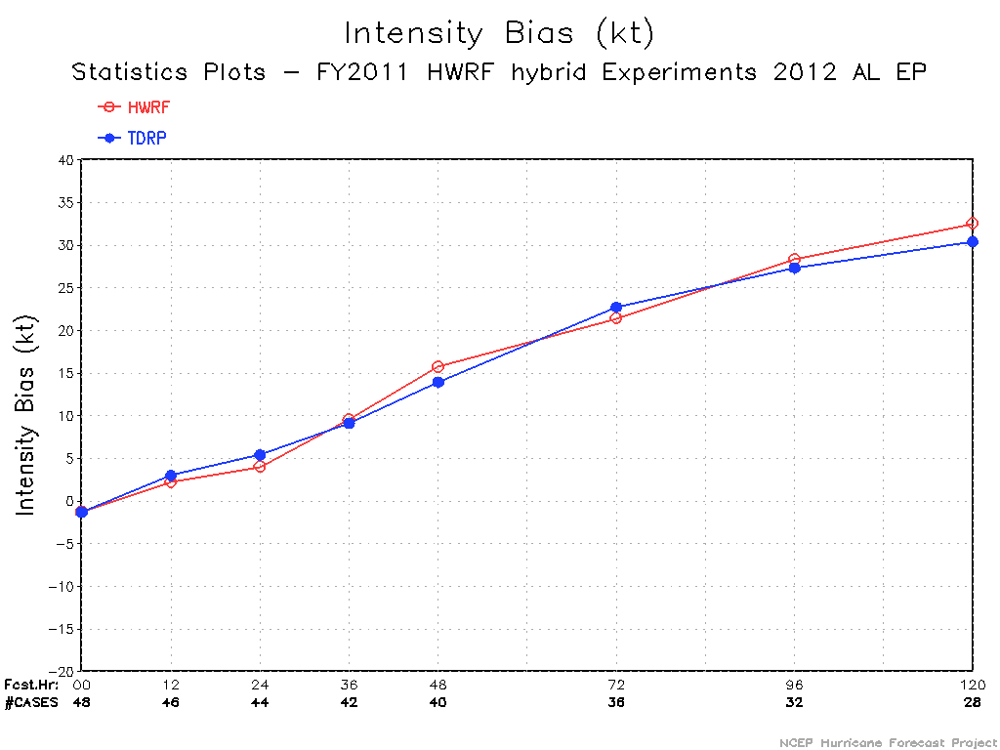 Intensity Bias (kt)
Statistics Plots - FY2011 HWRF hybrid Experiments 2012 AL EP
HWRF
TDRP
40
35
30
25
20
15
10
5
0
-5
-10
-15
-20
Intensity Bias (kt)
Fcst.Hr: 00 12 24 36 48 72 96 120
#CASES 48 46 44 42 40 36 32 28
NCEP Hurricane Forecast Project